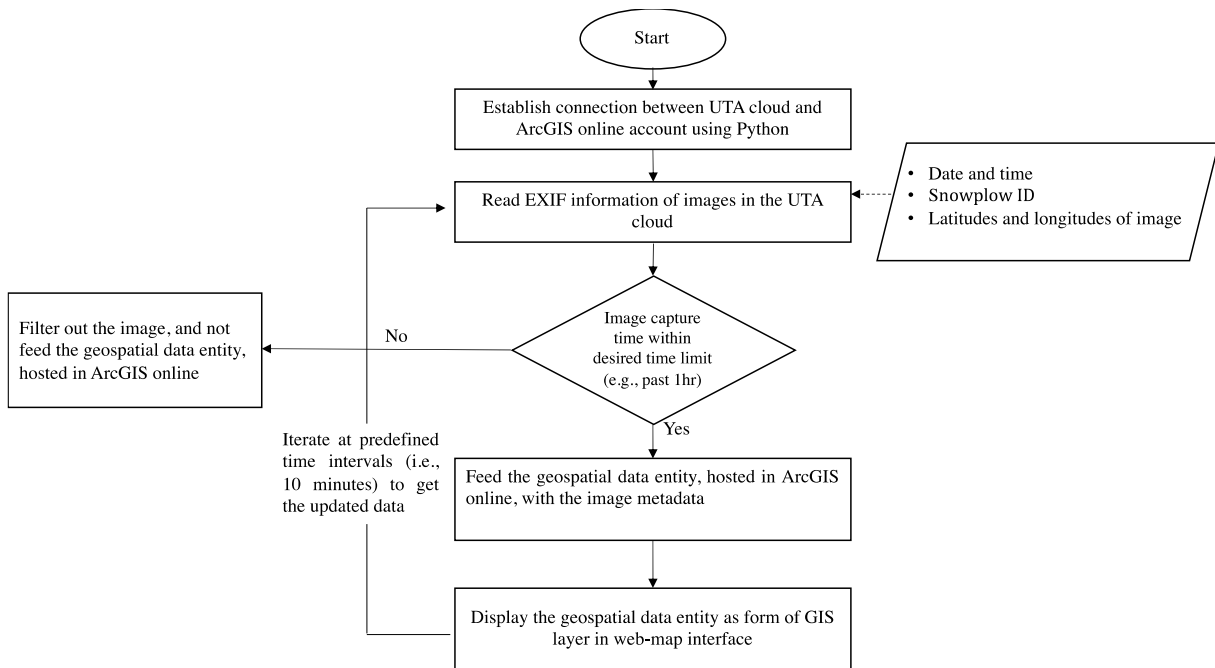 Start
Establish connection between UTA cloud and
ArcGIS online account using Python
• Date and time
• Snowplow ID
• Latitudes and longitudes of image
Read EXIF information of images in the UTA
cloud
Image capture
time within
desired time limit
(e.g., past 1hr)
No
Filter out the image, and not
feed the geospatial data entity,
hosted in ArcGIS online
Yes
Iterate at predefined
time intervals (i.e.,
10 minutes) to get
the updated data
Feed the geospatial data entity, hosted in ArcGIS
online, with the image metadata
Display the geospatial data entity as form of GIS
layer in web-map interface